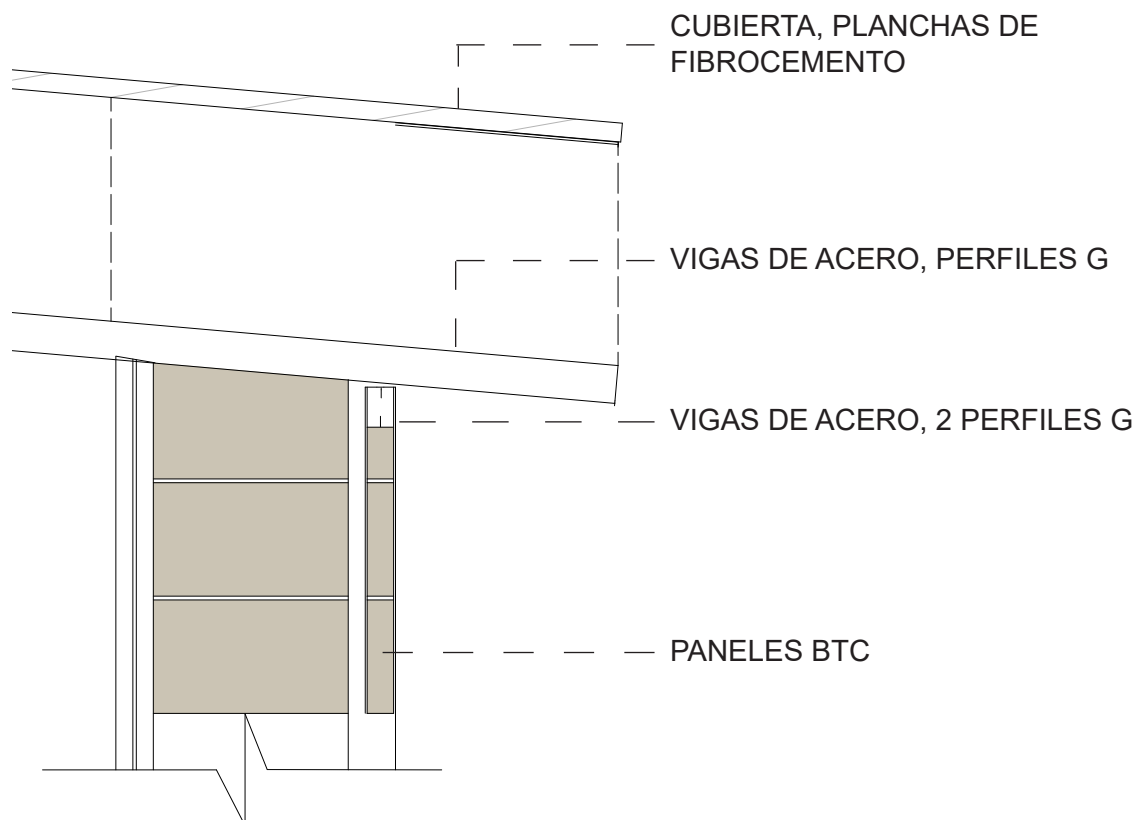 CUBIERTA, PLANCHAS DE
FIBROCEMENTO
VIGAS DE ACERO, PERFILES G
VIGAS DE ACERO, 2 PERFILES G
PANELES BTC